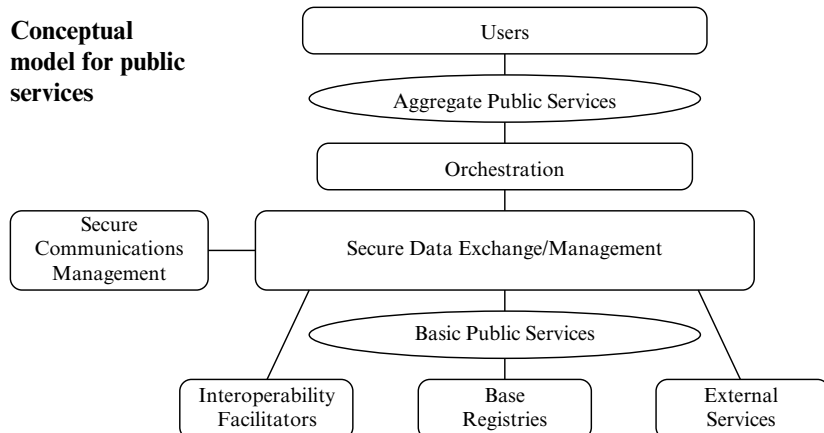 Conceptual
model for public
services
Users
Aggregate Public Services
Orchestration
Secure
Communications
Management
Secure Data Exchange/Management
Basic Public Services
Interoperability
Facilitators
Base
Registries
External
Services